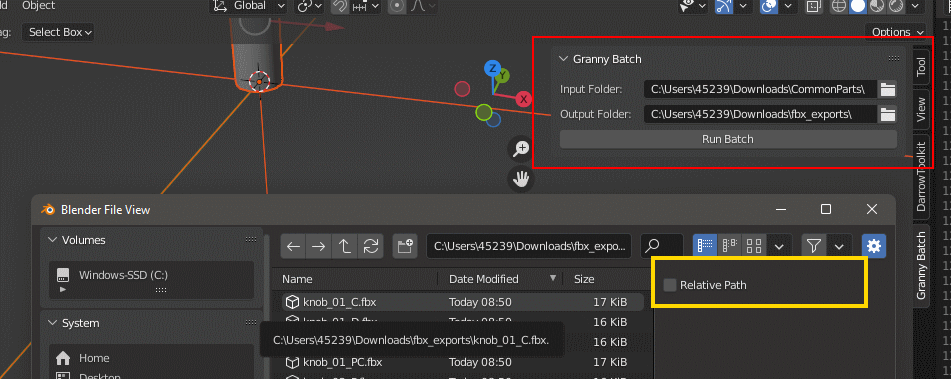 Object
Global
ag:
Select Box
Options
Granny Batch
Input Folder:
C:\Users\45239\Downloads\CommonParts\
Output Folder:
C:\Users\45239\Downloads\fbx_exports\
Run Batch
Z
Y
X
Tool
View
DarrowToolkit
Granny Batch
Blender File View
Volumes
Windows-SSD (C:)
System
Home
Desktop
C:\Users\45239\Downloads\fbx_expo...
Name
Date Modified
Size
knob_01_C.fbx
Today 08:50
17 KiB
knob_01_D.fbx
Today 08:50
16 KiB
C:\Users\45239\Downloads\fbx_exports\knob_01_C.fbx.
16 KiB
knob_01_PC.fbx
Today 08:50
17 KiB
16 KiB
Relative Path